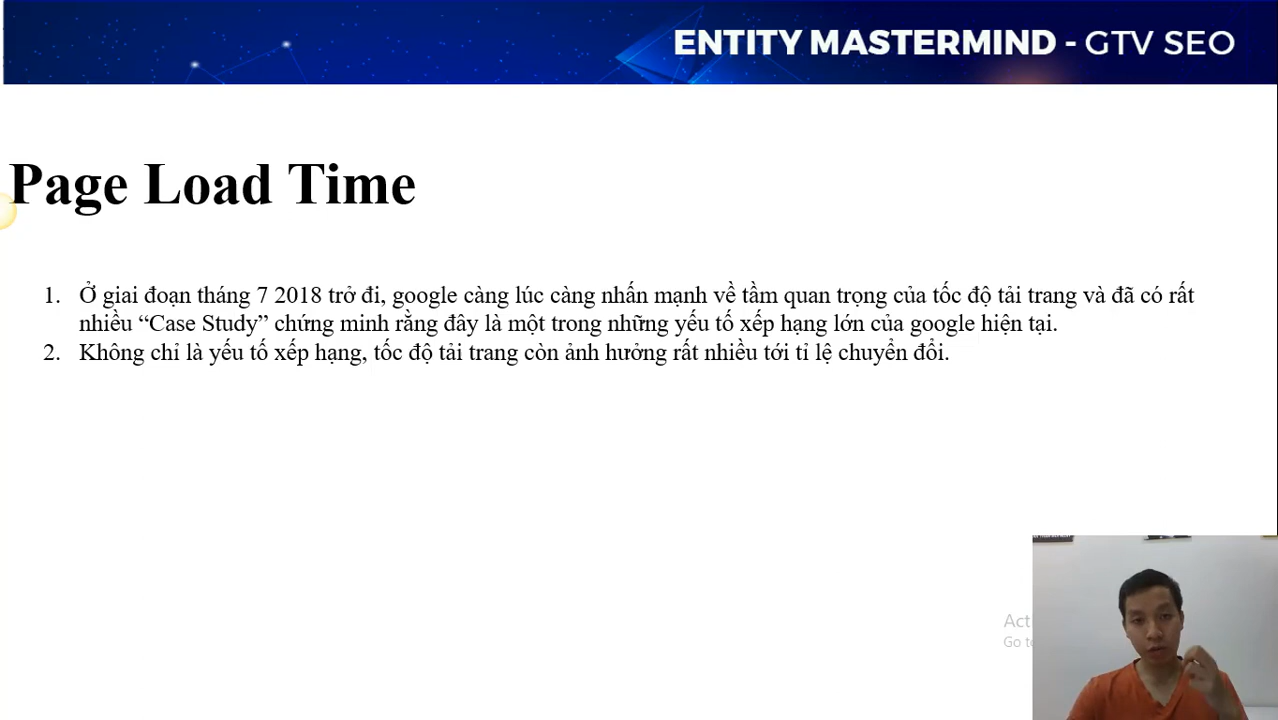 ENTITY MASTERMIND - GTV SEO
Page Load Time
1. Ở giai đoạn tháng 7 2018 trở đi, google càng lúc càng nhấn mạnh về tầm quan trọng của tốc độ tải trang và đã có rất
nhiều “Case Study” chứng minh rằng đây là một trong những yếu tố xếp hạng lớn của google hiện tại.
2. Không chỉ là yếu tố xếp hạng, tốc độ tải trang còn ảnh hưởng rất nhiều tới tỉ lệ chuyển đổi.
Act
Go to